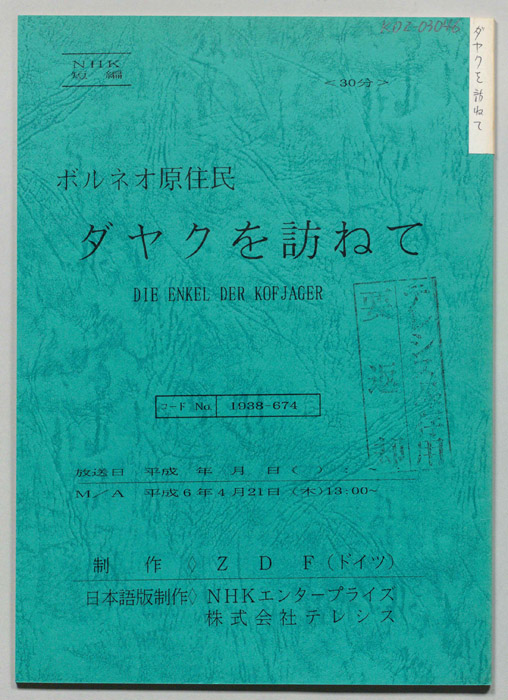 ダヤクを訪ねて
NHK
短編
<30分>
ボルネオ原住民
ダヤクを訪ねて
DIE ENKEL DER KOFJAGER
コード No. 1938-674
放送日 平成 年 月 日( ) : ~
M/A 平成6年4月21日(木)13:00~
制作◇ZDF(ドイツ)
日本語版制作◇NHKエンタープライズ
株式会社テレシス
要返却